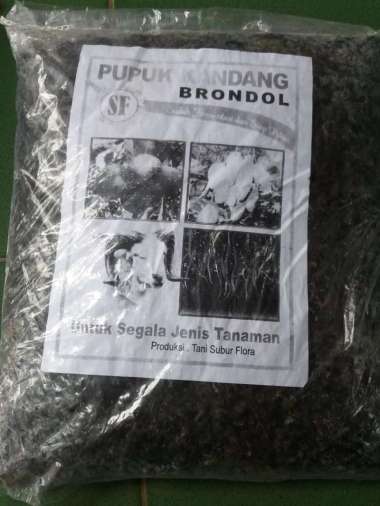 PUPUK KANDANG
BRONDOL
SF
Untuk Segala Jenis Tanaman
Produksi . Tani Subur Flora